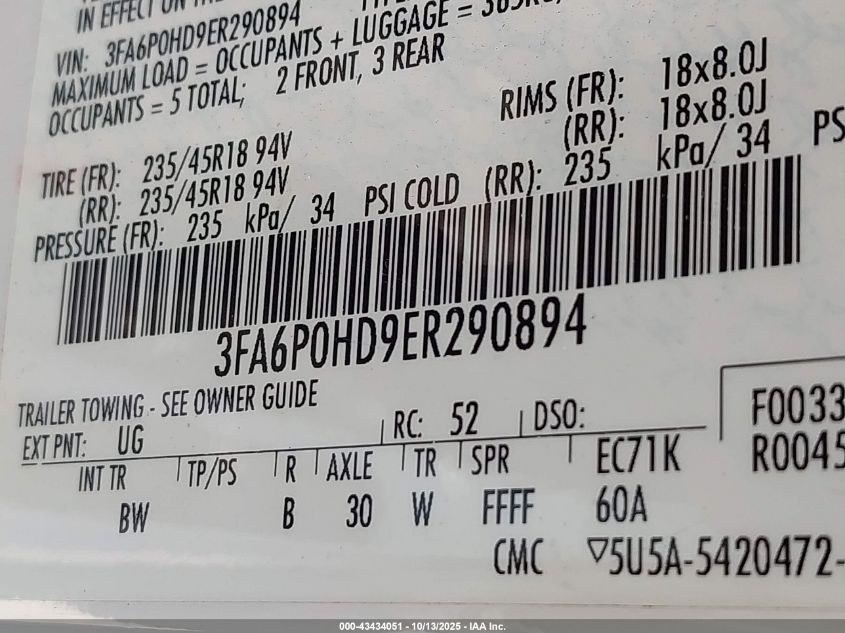 IN EFFECT ON
VIN: 3FA6P0HD9ER290894
MAXIMUM LOAD = OCCUPANTS + LUGGAGE =
OCCUPANTS = 5 TOTAL; 2 FRONT, 3 REAR
RIMS (FR): 18x8.0J
(RR): 18x8.0J
TIRE (FR): 235/45R18 94V
(RR): 235/45R18 94V
PRESSURE (FR): 235 kPa/ 34 PSI COLD (RR): 235 kPa/ 34 PS
3FA6P0HD9ER290894
TRAILER TOWING - SEE OWNER GUIDE
EXT PNT: UG RC: 52 DSO:
F0033
R0045
INT TR TP/PS R AXLE TR SPR EC71K
BW B 30 W FFFF 60A
CMC ▽5U5A-5420472-
000-43434051 - 10/13/2025 - IAA Inc.